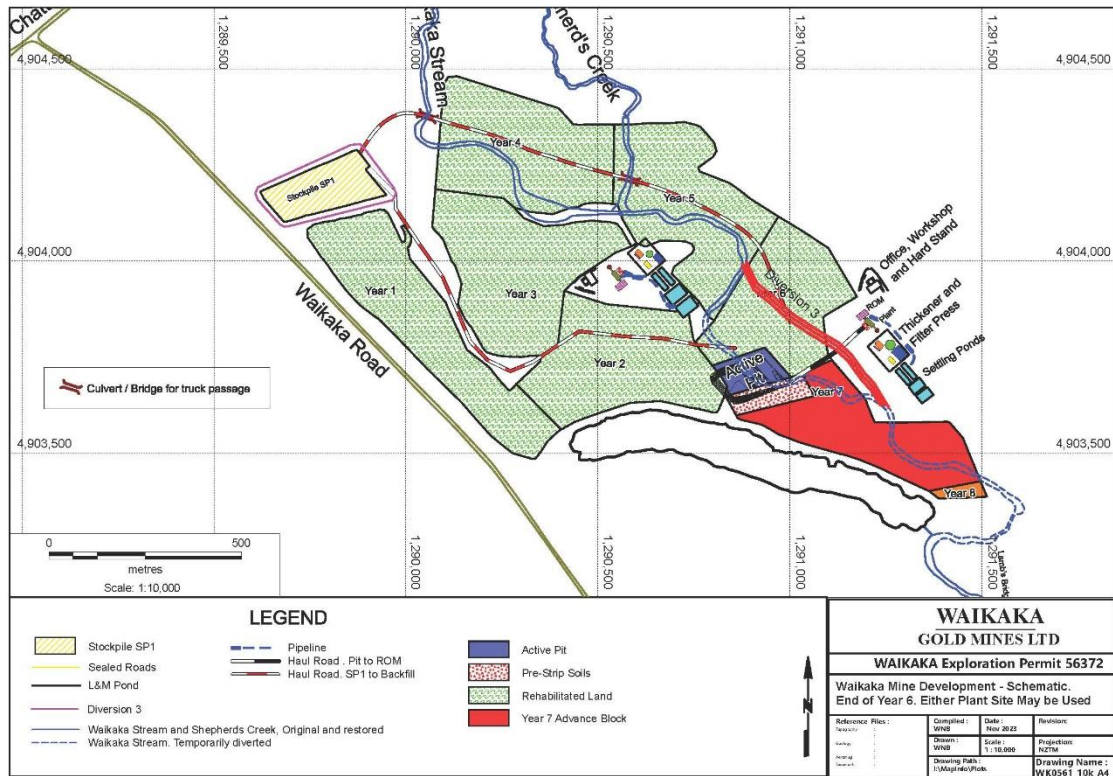 Waikaka Stream
nerd's Creek
1,289,500
1,290,000
1,290,500
1,291,000
1,291,500
4,904,500
4,904,500
Year 4
Stockpile SP1
Year 5
4,904,000
4,904,000
Office, Workshop
and Hard Stand
Year 1
Year 3
Diversion 3
Year 6
ROM
Plant
Thickener and
Filter Press
Settling Ponds
Waikaka Road
Year 2
Active
Pit
Year 7
Culvert / Bridge for truck passage
4,903,500
4,903,500
Year 8
Lamb's Bridg
0 500
metres
Scale: 1:10,000
1,290,000
1,290,500
1,291,000
1,291,500
LEGEND
Stockpile SP1
Sealed Roads
L&M Pond
Diversion 3
Waikaka Stream and Shepherds Creek, Original and restored
Waikaka Stream. Temporarily diverted
Pipeline
Haul Road . Pit to ROM
Haul Road. SP1 to Backfill
Active Pit
Pre-Strip Soils
Rehabilitated Land
Year 7 Advance Block
N
WAIKAKA
GOLD MINES LTD
WAIKAKA Exploration Permit 56372
Waikaka Mine Development - Schematic.
End of Year 6. Either Plant Site May be Used
Reference Files :
Compiled : WNB
Date : Nov 2023
Revision:
Drawn : WNB
Scale : 1 : 10,000
Projection: NZTM
Drawing Path : I:\Mapinfo\Plots
Drawing Name : WK0561_10k_A4